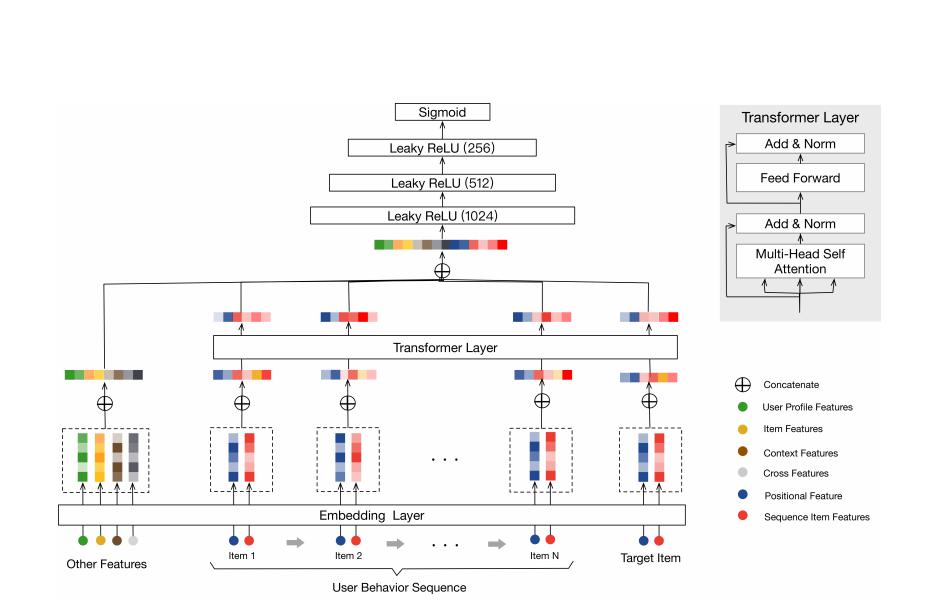 Sigmoid
Leaky ReLU (256)
Leaky ReLU (512)
Leaky ReLU (1024)
Transformer Layer
Embedding Layer
. . .
Other Features
Item 1
Item 2
. . .
Item N
Target Item
User Behavior Sequence
Transformer Layer
Add & Norm
Feed Forward
Add & Norm
Multi-Head Self
Attention
Concatenate
User Profile Features
Item Features
Context Features
Cross Features
Positional Feature
Sequence Item Features